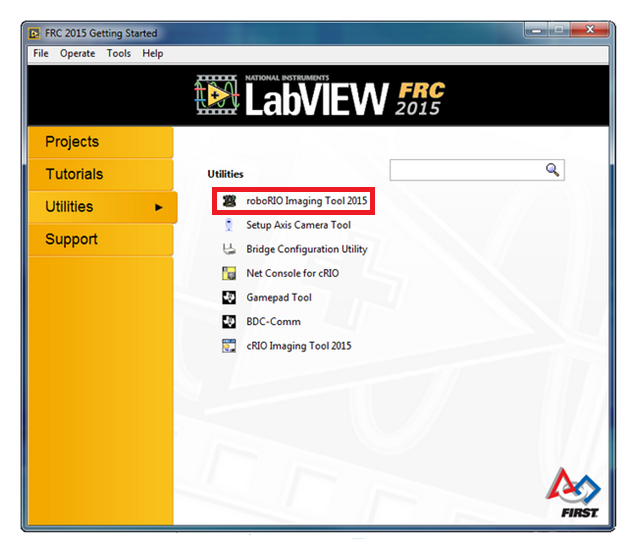 FRC 2015 Getting Started
File Operate Tools Help
NATIONAL INSTRUMENTS
LabVIEW FRC 2015
Projects
Tutorials
Utilities
Support
Utilities
roboRIO Imaging Tool 2015
Setup Axis Camera Tool
Bridge Configuration Utility
Net Console for cRIO
Gamepad Tool
BDC-Comm
cRIO Imaging Tool 2015
FIRST